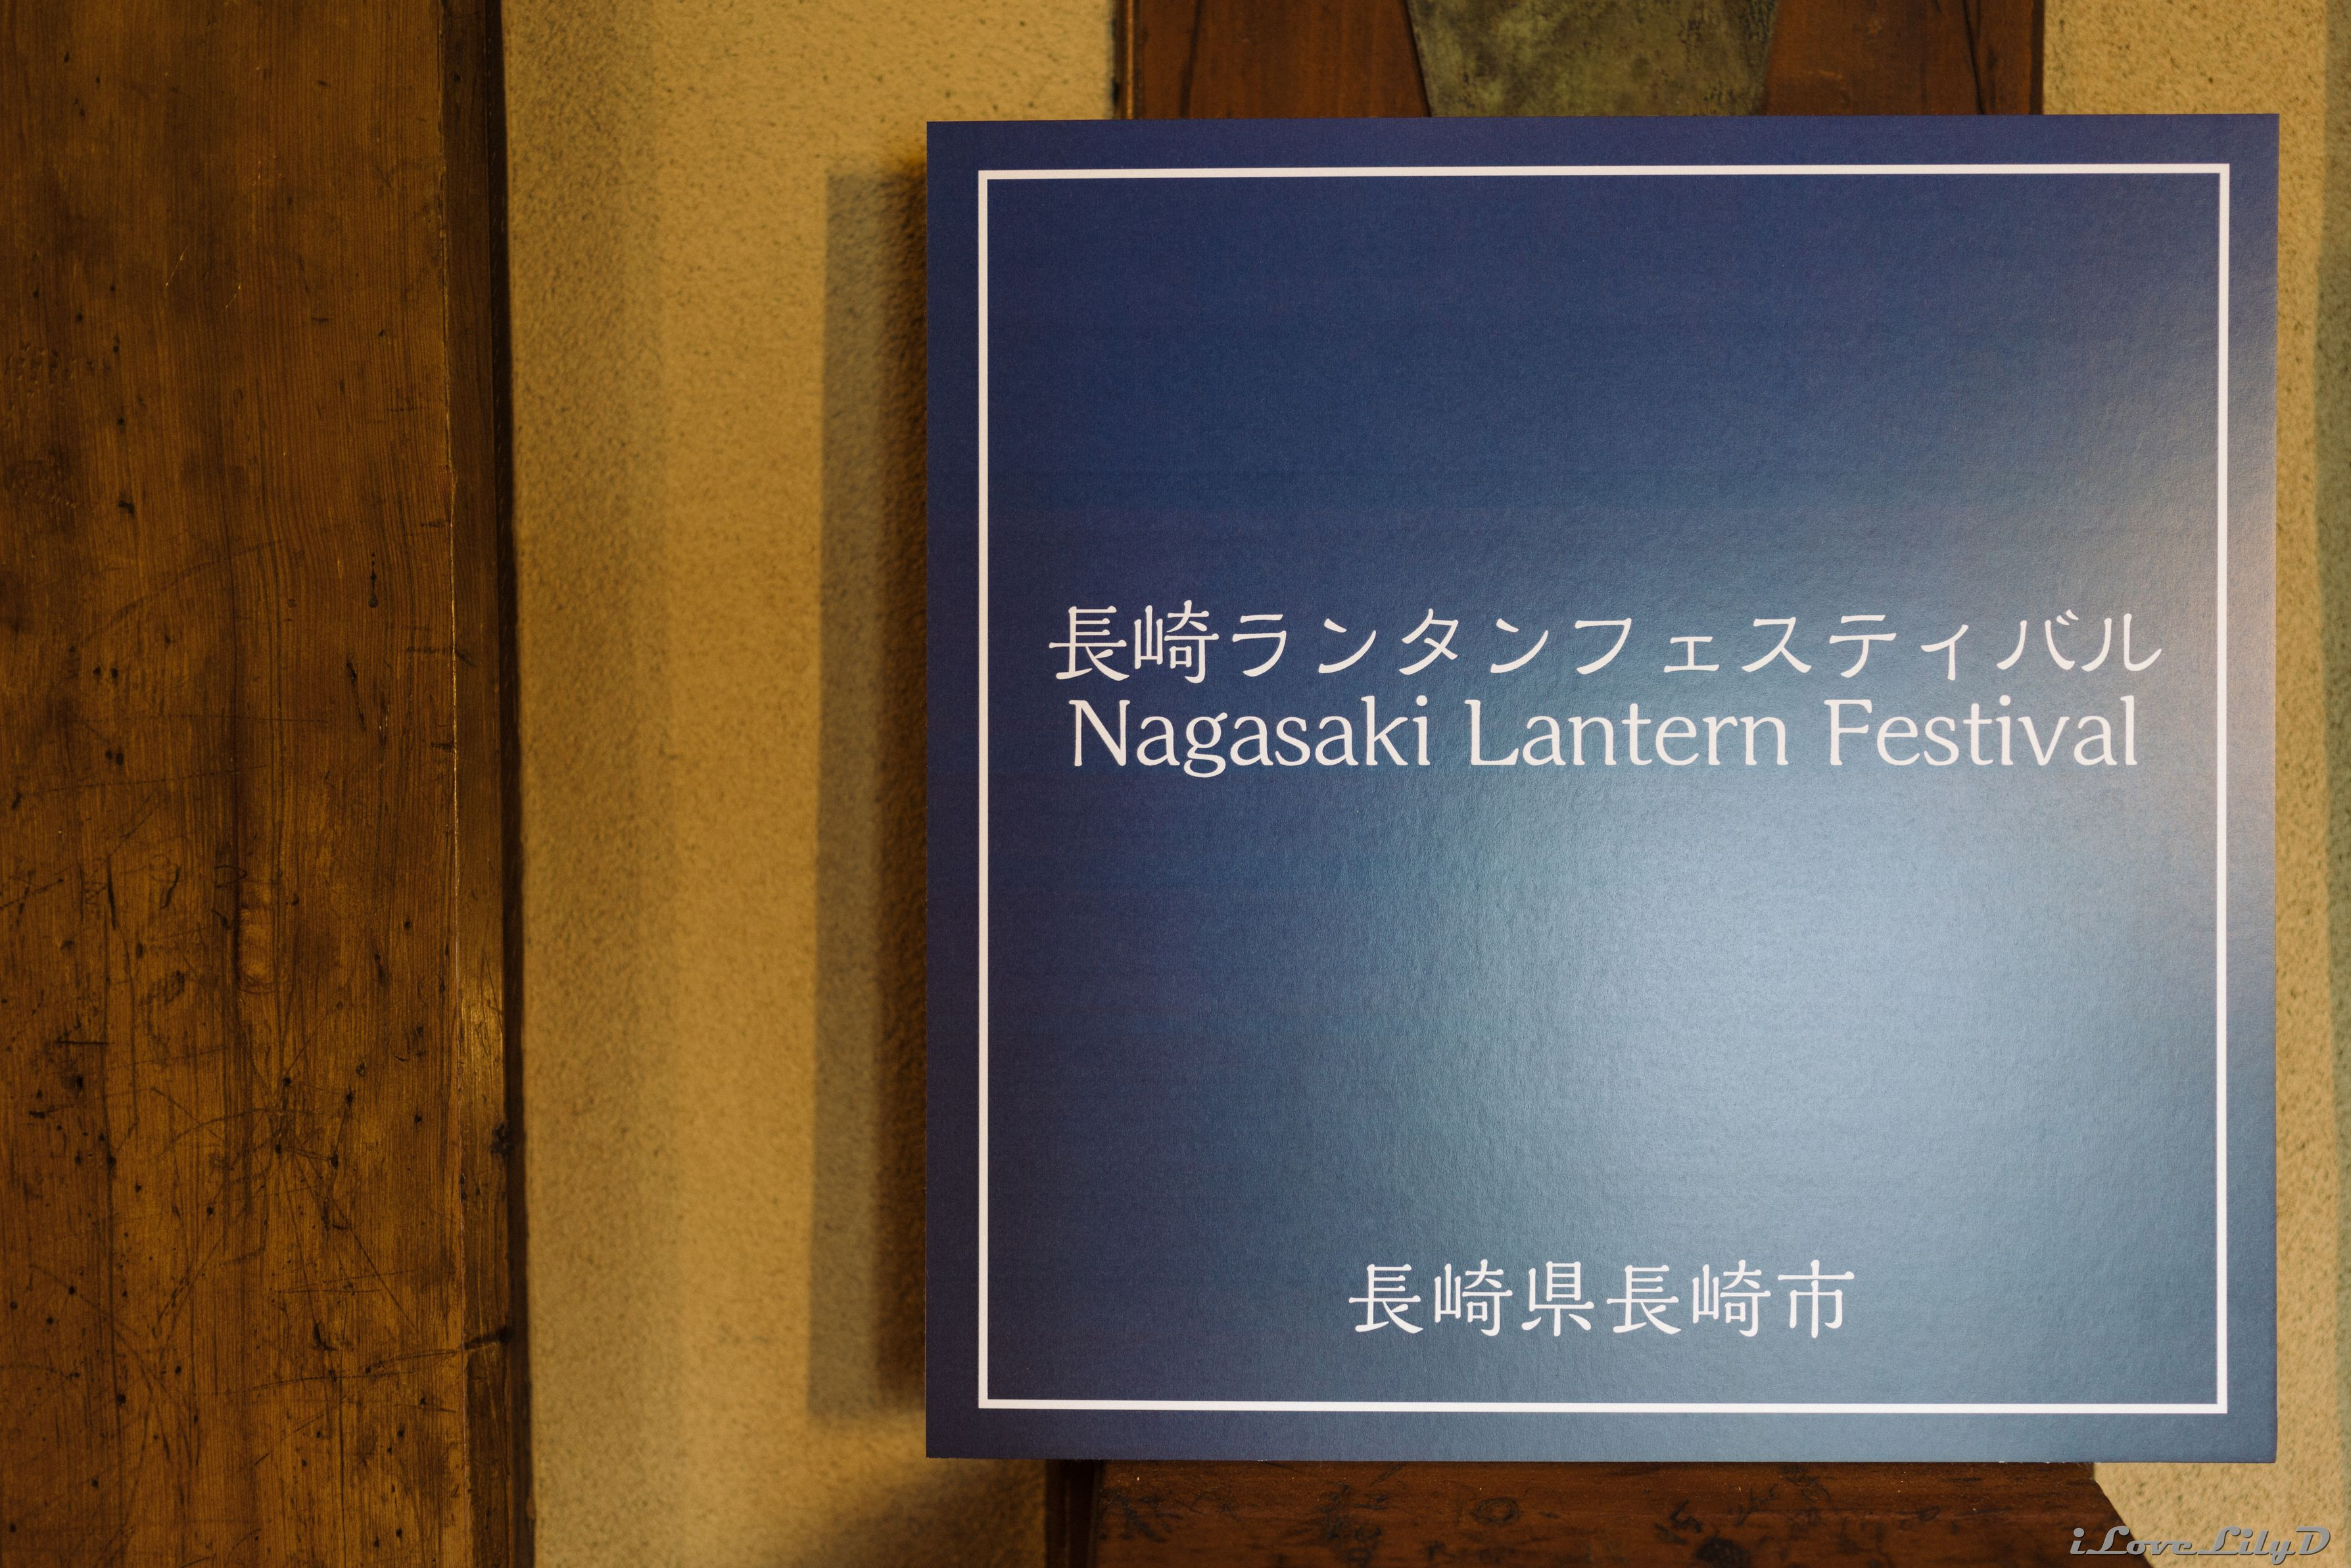 長崎ランタンフェスティバル
Nagasaki Lantern Festival
長崎県長崎市
iLoveLilyD